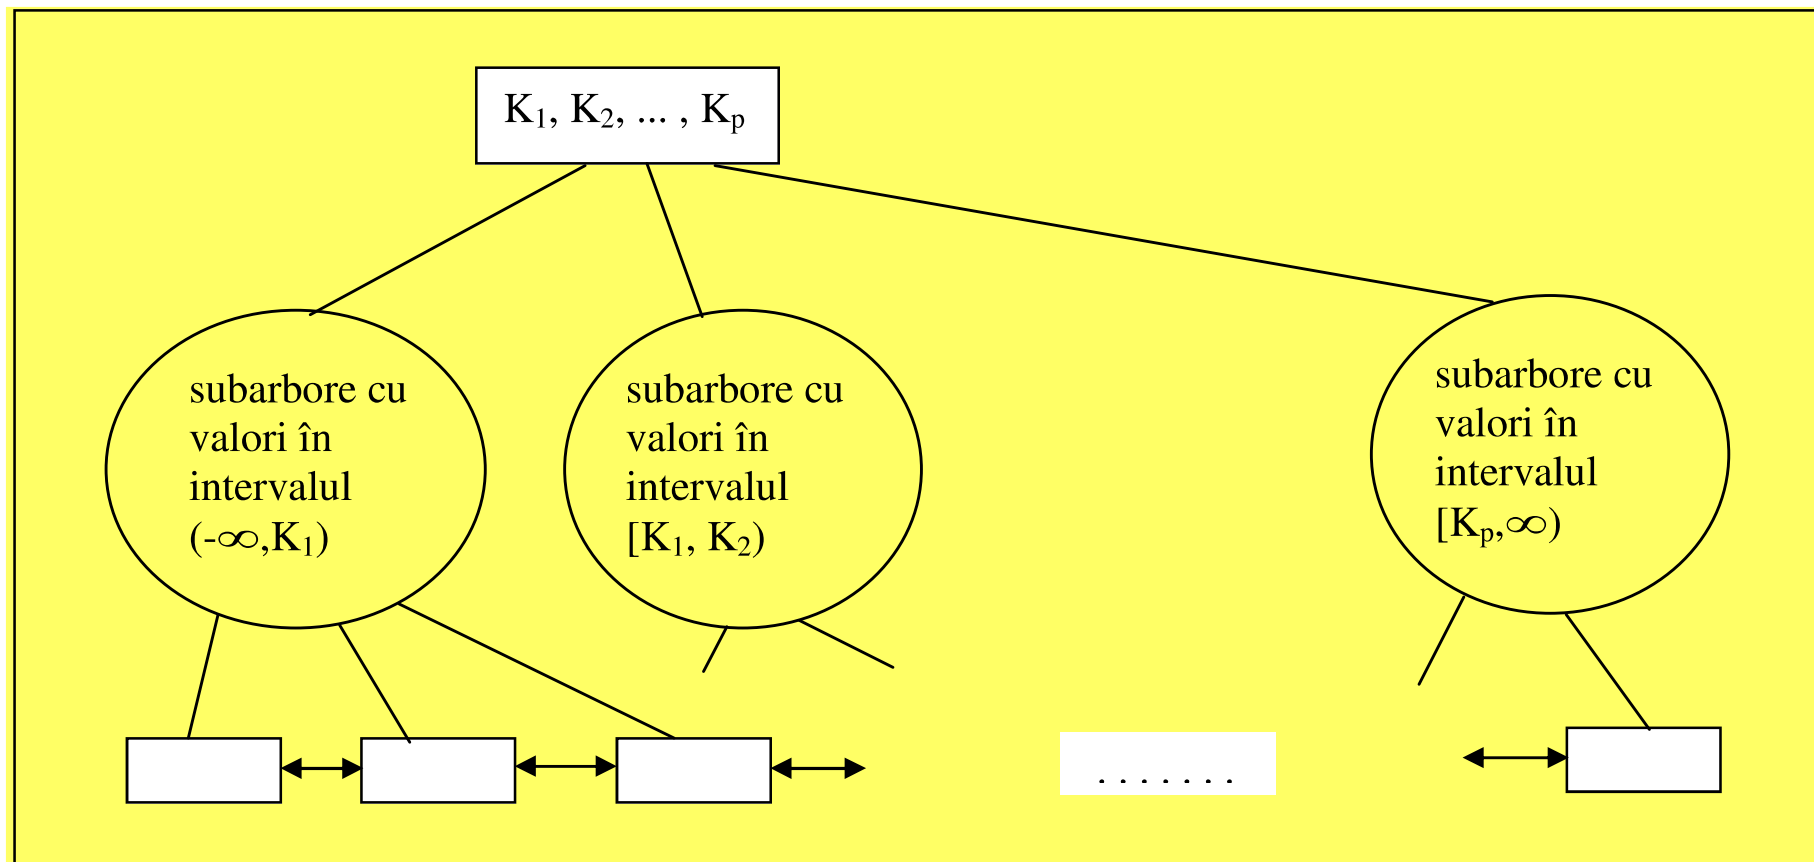 K₁, K₂, ... , Kₚ
subarbore cu
valori în
intervalul
(-∞,K₁)
subarbore cu
valori în
intervalul
[K₁, K₂)
subarbore cu
valori în
intervalul
[Kₚ,∞)
. . . . . . .